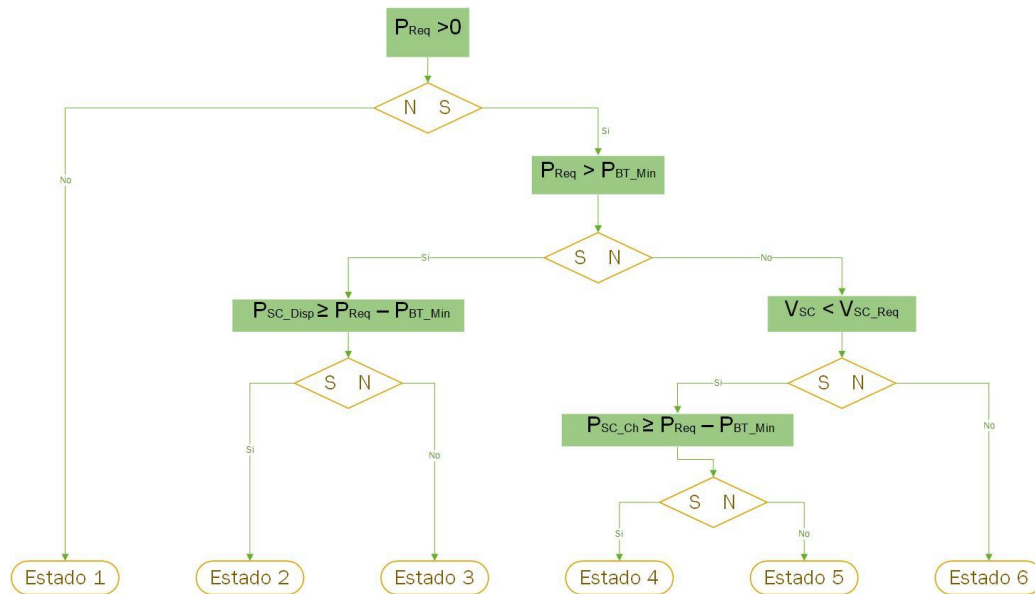 PReq >0
N S
Si
No
PReq > PBT_Min
S N
Si
No
PSC_Disp ≥ PReq – PBT_Min
VSC < VSC_Req
S N
S N
Si
PSC_Ch ≥ PReq – PBT_Min
Si
No
No
S N
Si
No
Estado 1
Estado 2
Estado 3
Estado 4
Estado 5
Estado 6